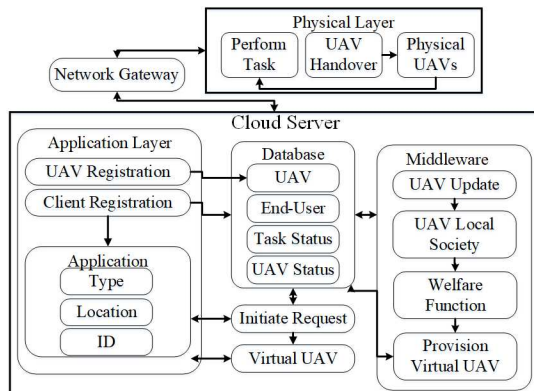 Physical Layer
Perform
Task
UAV
Handover
Physical
UAVs
Network Gateway
Cloud Server
Application Layer
UAV Registration
Client Registration
Application
Type
Location
ID
Database
UAV
End-User
Task Status
UAV Status
Initiate Request
Virtual UAV
Middleware
UAV Update
UAV Local
Society
Welfare
Function
Provision
Virtual UAV